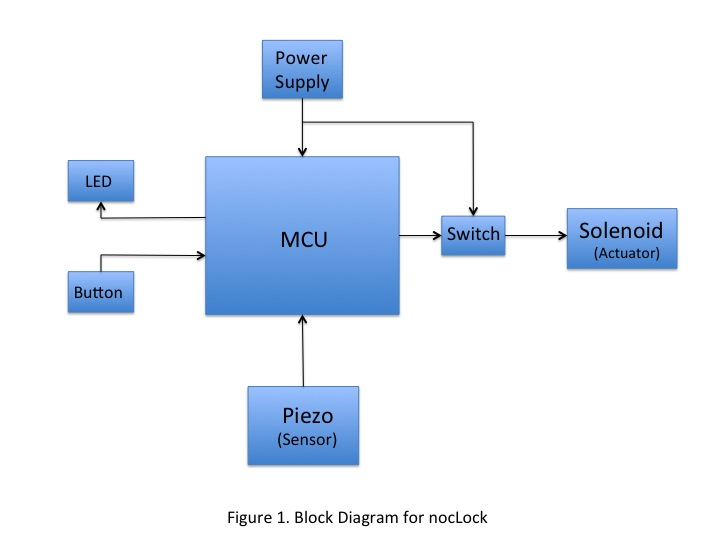 Power
Supply
LED
MCU
Switch
Solenoid
(Actuator)
Button
Piezo
(Sensor)
Figure 1. Block Diagram for nocLock